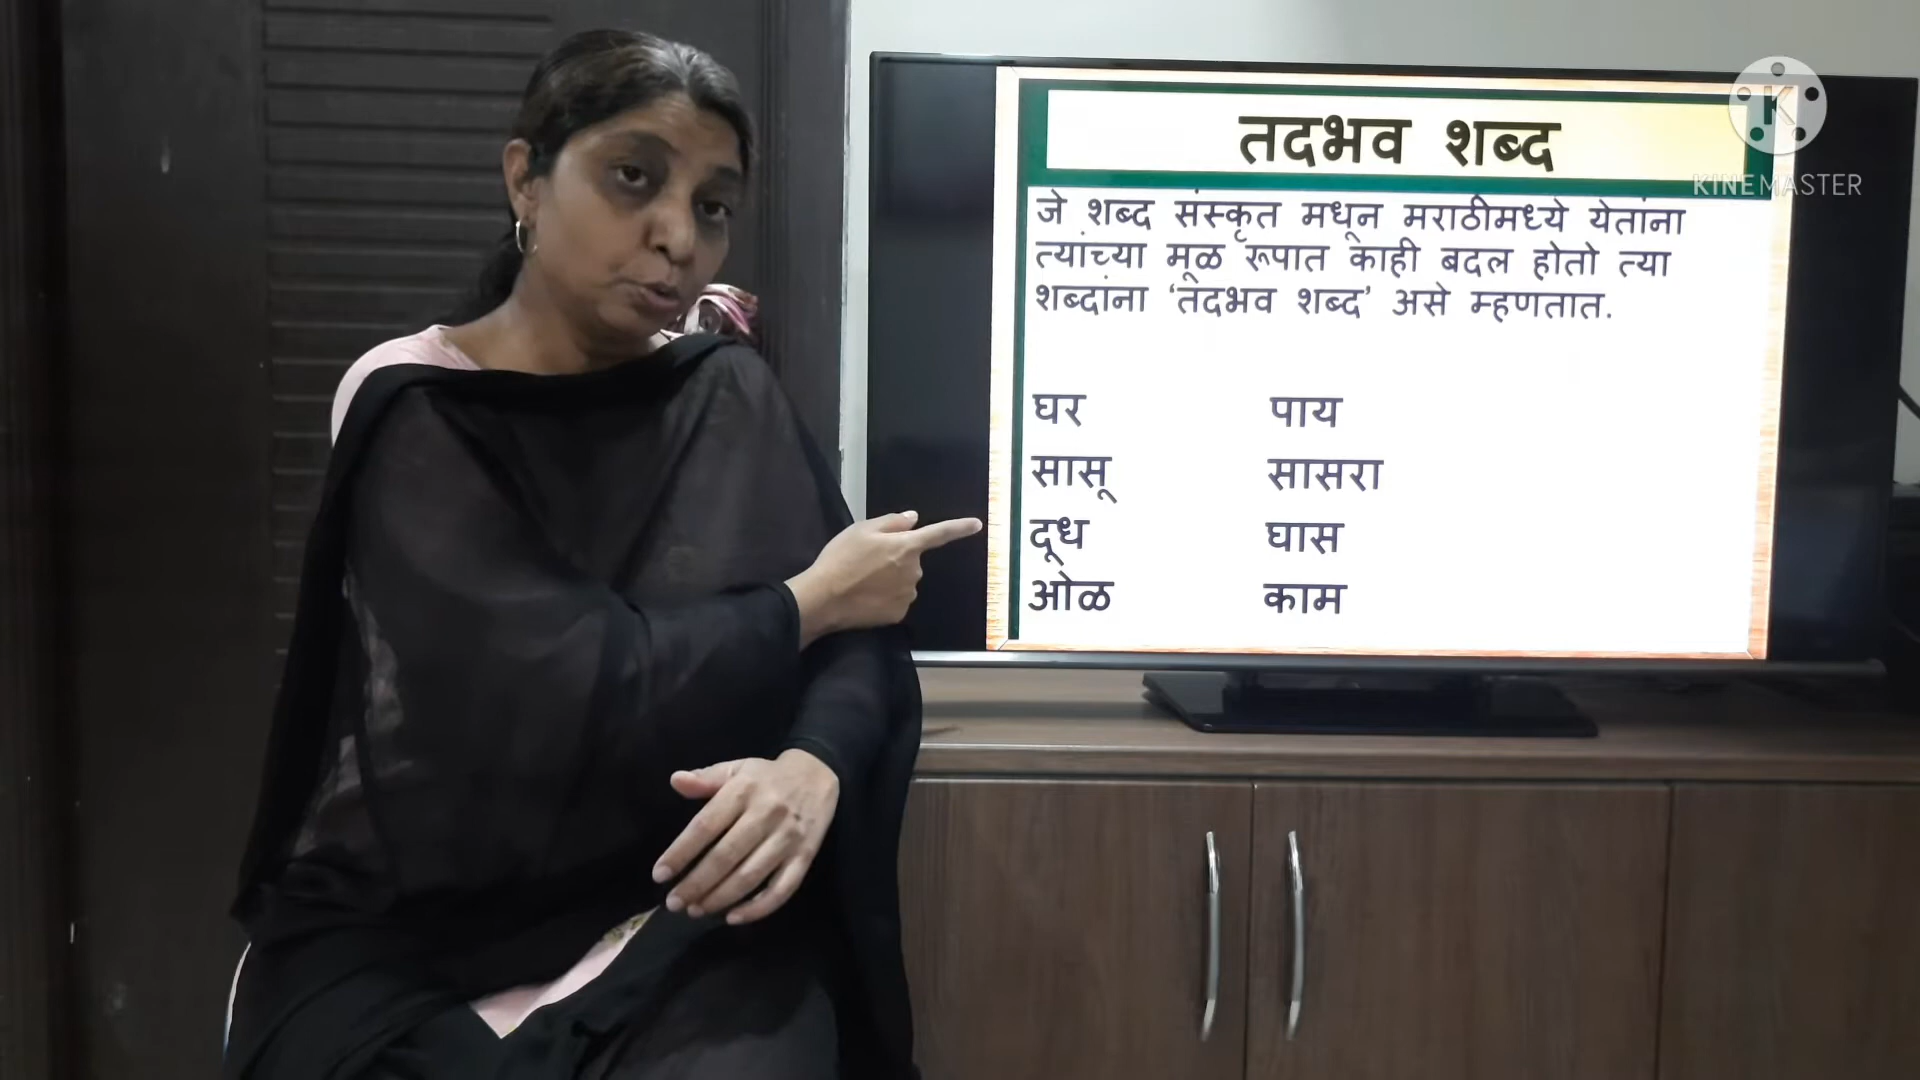 तदभव शब्द
KINEMASTER
जे शब्द संस्कृत मधून मराठीमध्ये येतांना
त्यांच्या मूळ रूपात काही बदल होतो त्या
शब्दांना ‘तदभव शब्द’ असे म्हणतात.
घर पाय
सासू सासरा
दूध घास
ओळ काम